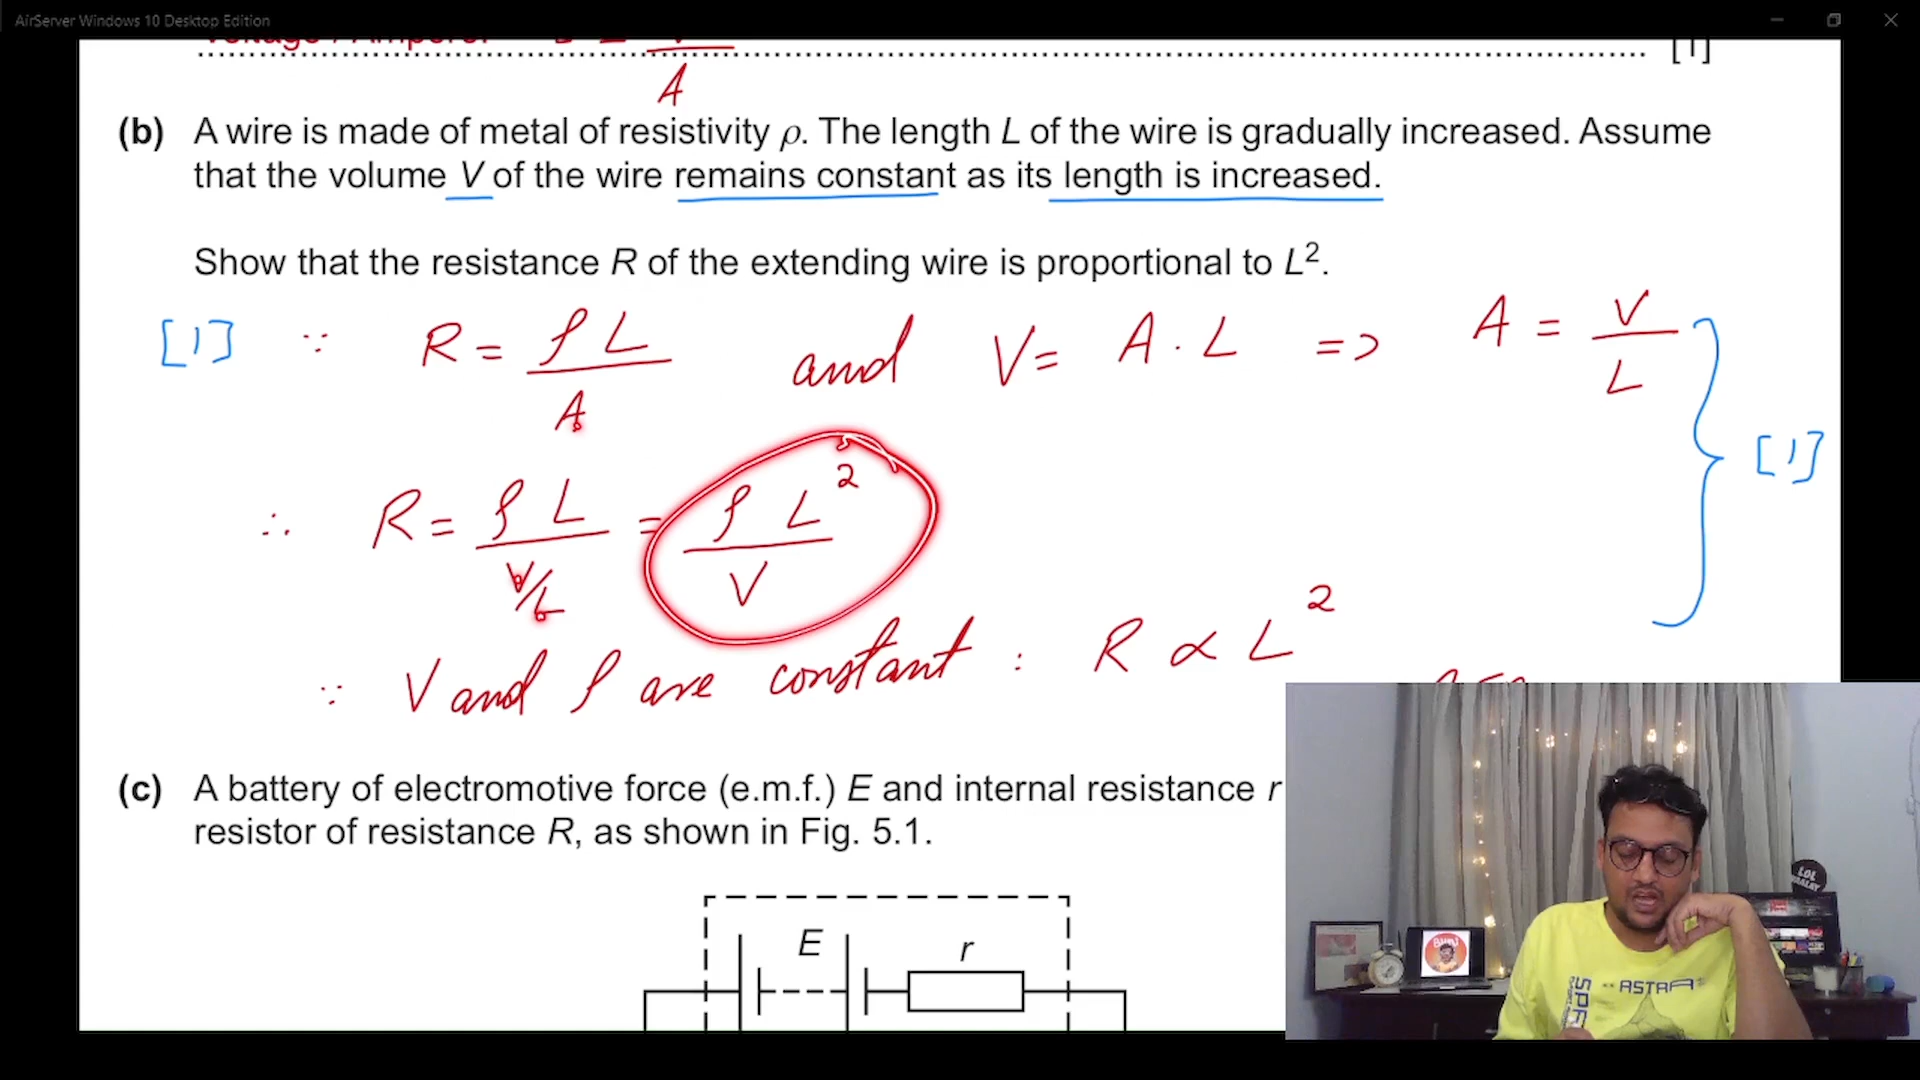 AirServer Windows 10 Desktop Edition
A
[1]
(b) A wire is made of metal of resistivity ρ. The length L of the wire is gradually increased. Assume
that the volume V of the wire remains constant as its length is increased.
Show that the resistance R of the extending wire is proportional to L².
[1] ∵ R = ρL/A and V = A · L => A = V/L
[1]
∴ R = ρL/V/L = ρL²/V
∵ V and ρ are constant : R ∝ L²
(c) A battery of electromotive force (e.m.f.) E and internal resistance r
resistor of resistance R, as shown in Fig. 5.1.
E
r
LOL
ASTRA